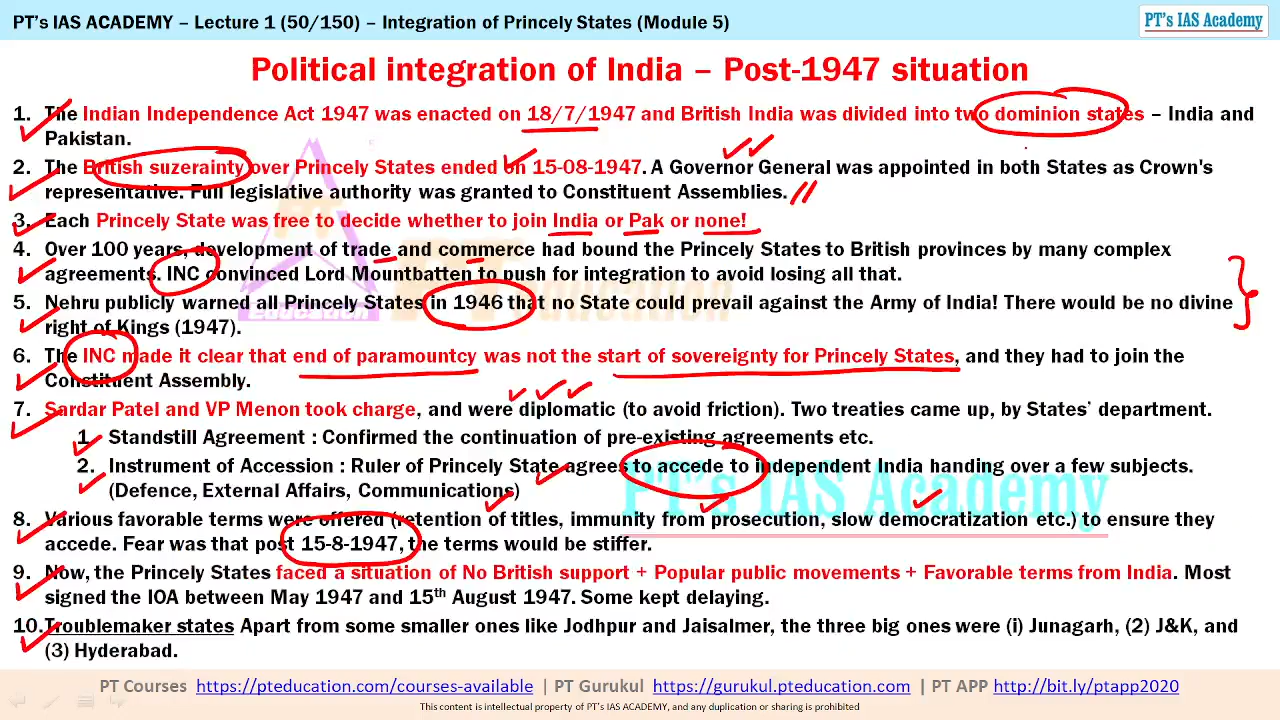 PT's IAS ACADEMY – Lecture 1 (50/150) – Integration of Princely States (Module 5)
PT's IAS Academy
Political integration of India – Post-1947 situation
1. The Indian Independence Act 1947 was enacted on 18/7/1947 and British India was divided into two dominion states – India and
Pakistan.
2. The British suzerainty over Princely States ended on 15-08-1947. A Governor General was appointed in both States as Crown's
representative. Full legislative authority was granted to Constituent Assemblies.
3. Each Princely State was free to decide whether to join India or Pak or none!
4. Over 100 years, development of trade and commerce had bound the Princely States to British provinces by many complex
agreements. INC convinced Lord Mountbatten to push for integration to avoid losing all that.
5. Nehru publicly warned all Princely States in 1946 that no State could prevail against the Army of India! There would be no divine
right of Kings (1947).
6. The INC made it clear that end of paramountcy was not the start of sovereignty for Princely States, and they had to join the
Constituent Assembly.
7. Sardar Patel and VP Menon took charge, and were diplomatic (to avoid friction). Two treaties came up, by States' department.
1. Standstill Agreement : Confirmed the continuation of pre-existing agreements etc.
2. Instrument of Accession : Ruler of Princely State agrees to accede to independent India handing over a few subjects.
(Defence, External Affairs, Communications)
8. Various favorable terms were offered (retention of titles, immunity from prosecution, slow democratization etc.) to ensure they
accede. Fear was that post 15-8-1947, the terms would be stiffer.
9. Now, the Princely States faced a situation of No British support + Popular public movements + Favorable terms from India. Most
signed the IOA between May 1947 and 15th August 1947. Some kept delaying.
10. Troublemaker states Apart from some smaller ones like Jodhpur and Jaisalmer, the three big ones were (i) Junagarh, (2) J&K, and
(3) Hyderabad.
PT education
PT's IAS Academy
PT Courses https://pteducation.com/courses-available | PT Gurukul https://gurukul.pteducation.com | PT APP http://bit.ly/ptapp2020
This content is intellectual property of PT's IAS ACADEMY, and any duplication or sharing is prohibited